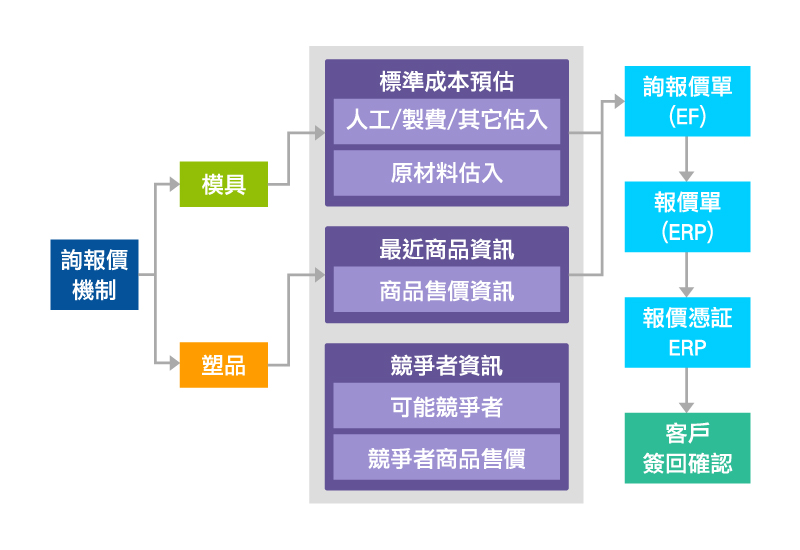 詢報價
機制
模具
塑品
標準成本預估
人工/製費/其它估入
原材料估入
最近商品資訊
商品售價資訊
競爭者資訊
可能競爭者
競爭者商品售價
詢報價單
(EF)
報價單
(ERP)
報價憑証
ERP
客戶
簽回確認